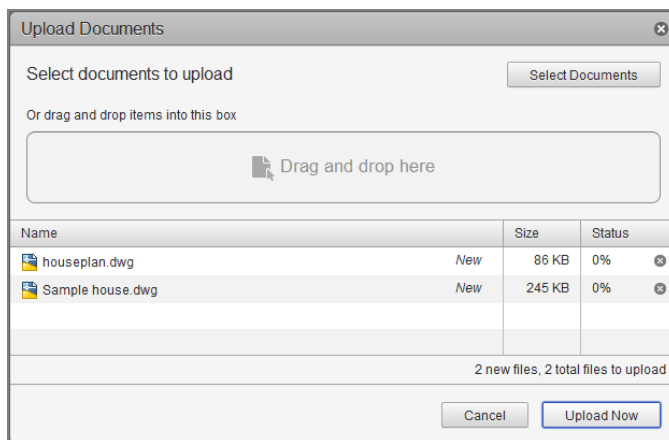 Upload Documents
Select documents to upload
Select Documents
Or drag and drop items into this box
Drag and drop here
Name Size Status
houseplan.dwg New 86 KB 0%
Sample house.dwg New 245 KB 0%
2 new files, 2 total files to upload
Cancel Upload Now